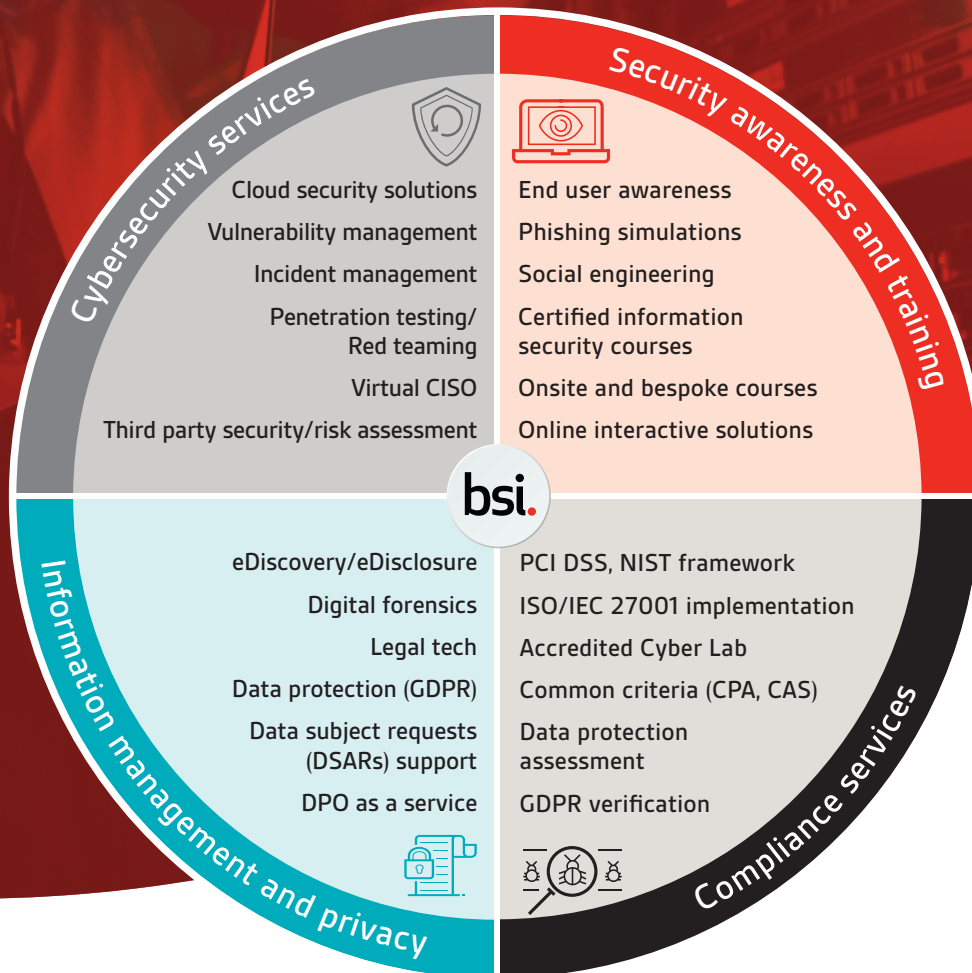 Cybersecurity services
Cloud security solutions
Vulnerability management
Incident management
Penetration testing/
Red teaming
Virtual CISO
Third party security/risk assessment
Security awareness and training
End user awareness
Phishing simulations
Social engineering
Certified information
security courses
Onsite and bespoke courses
Online interactive solutions
bsi.
Information management and privacy
eDiscovery/eDisclosure
Digital forensics
Legal tech
Data protection (GDPR)
Data subject requests
(DSARs) support
DPO as a service
Compliance services
PCI DSS, NIST framework
ISO/IEC 27001 implementation
Accredited Cyber Lab
Common criteria (CPA, CAS)
Data protection
assessment
GDPR verification